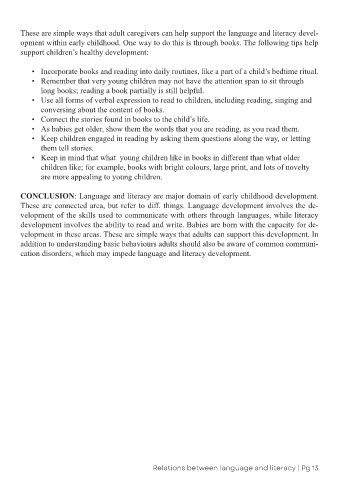 These are simple ways that adult caregivers can help support the language and literacy devel-
opment within early childhood. One way to do this is through books. The following tips help
support children's healthy development:
• Incorporate books and reading into daily routines, like a part of a child's bedtime ritual.
• Remember that very young children may not have the attention span to sit through
long books; reading a book partially is still helpful.
• Use all forms of verbal expression to read to children, including reading, singing and
conversing about the content of books.
• Connect the stories found in books to the child's life.
• As babies get older, show them the words that you are reading, as you read them.
• Keep children engaged in reading by asking them questions along the way, or letting
them tell stories.
• Keep in mind that what young children like in books in different than what older
children like; for example, books with bright colours, large print, and lots of novelty
are more appealing to young children.
CONCLUSION: Language and literacy are major domain of early childhood development.
These are connected area, but refer to diff. things. Language development involves the de-
velopment of the skills used to communicate with others through languages, while literacy
development involves the ability to read and write. Babies are born with the capacity for de-
velopment in these areas. These are simple ways that adults can support this development. In
addition to understanding basic behaviours adults should also be aware of common communi-
cation disorders, which may impede language and literacy development.
Relations between language and literacy | Pg 13